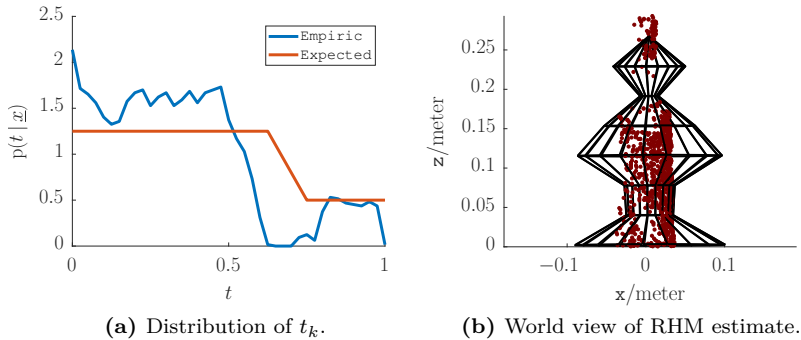 2.5
2
1.5
1
0.5
0
p(t | x)
Empiric
Expected
0
0.5
1
t
(a) Distribution of tₖ.
0.25
0.2
0.15
0.1
0.05
0
z/meter
−0.1
0
0.1
x/meter
(b) World view of RHM estimate.